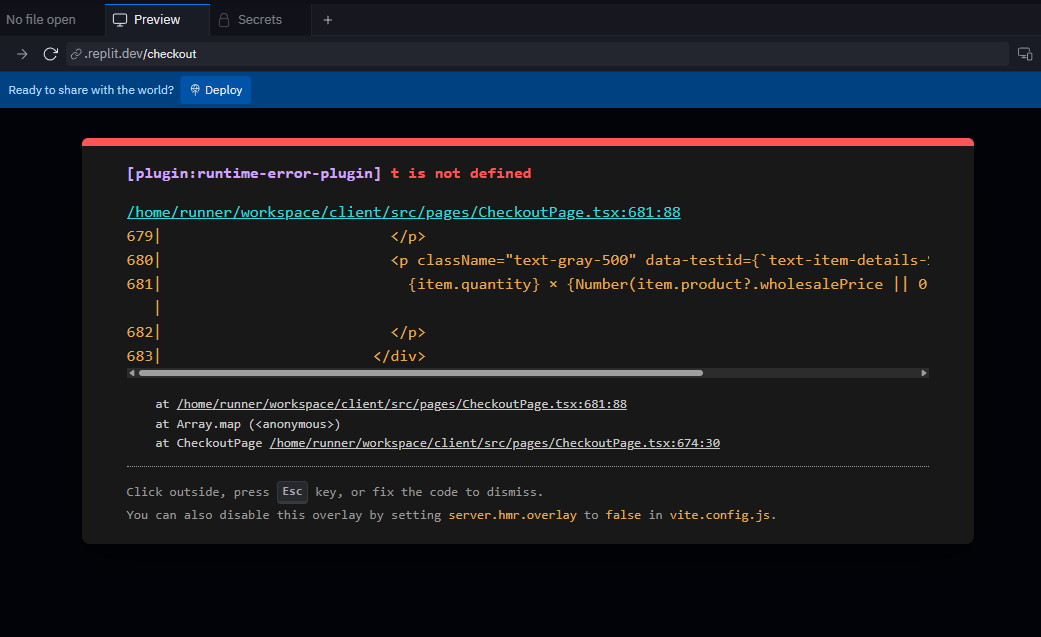 No file open Preview Secrets +
.replit.dev/checkout
Ready to share with the world? Deploy
[plugin:runtime-error-plugin] t is not defined
/home/runner/workspace/client/src/pages/CheckoutPage.tsx:681:88
679| </p>
680| <p className="text-gray-500" data-testid={`text-item-details-
681| {item.quantity} × {Number(item.product?.wholesalePrice || 0
|
682| </p>
683| </div>
at /home/runner/workspace/client/src/pages/CheckoutPage.tsx:681:88
at Array.map (<anonymous>)
at CheckoutPage /home/runner/workspace/client/src/pages/CheckoutPage.tsx:674:30
Click outside, press Esc key, or fix the code to dismiss.
You can also disable this overlay by setting server.hmr.overlay to false in vite.config.js.